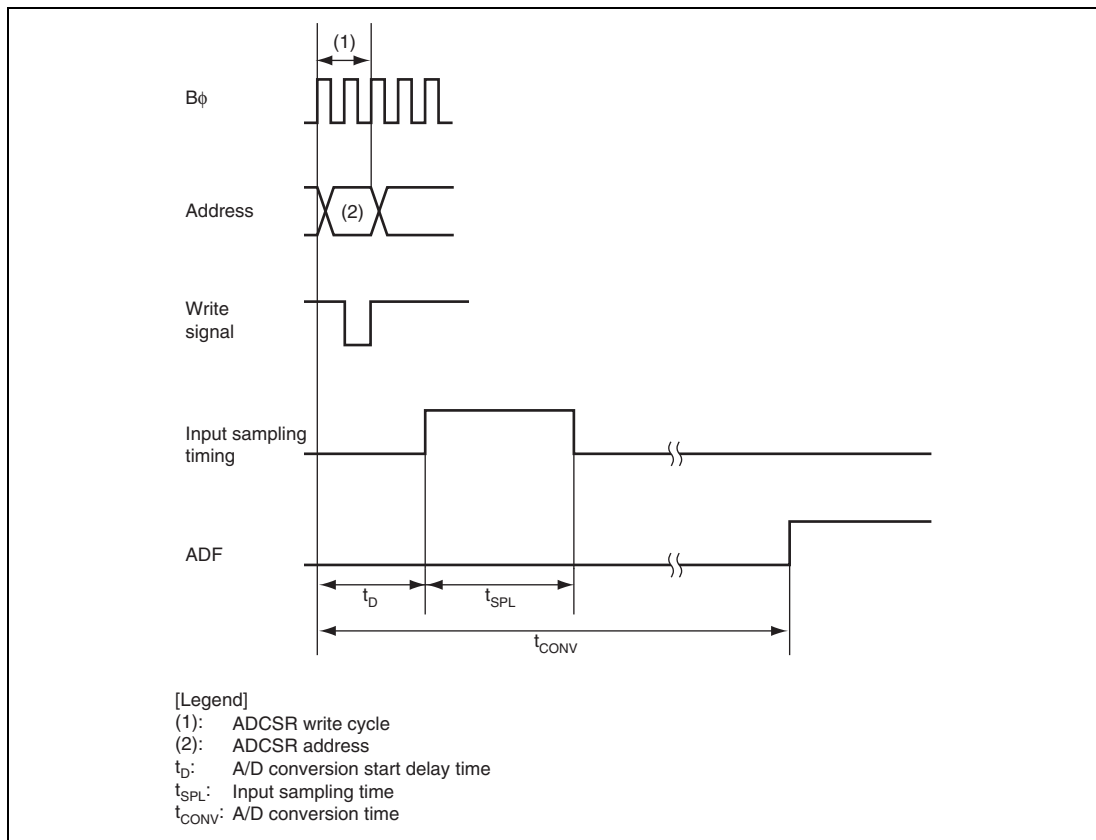 (1)
Bϕ
Address
(2)
Write
signal
Input sampling
timing
ADF
tD
tSPL
tCONV
[Legend]
(1): ADCSR write cycle
(2): ADCSR address
tD: A/D conversion start delay time
tSPL: Input sampling time
tCONV: A/D conversion time